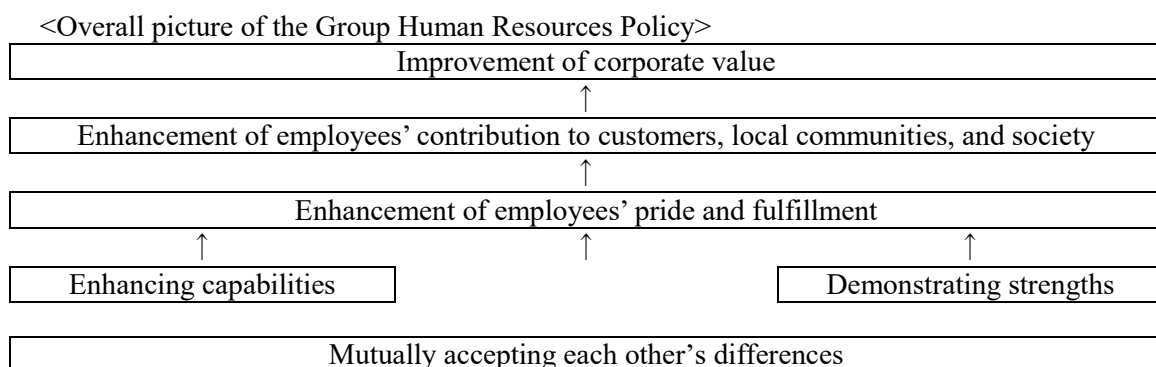 <Overall picture of the Group Human Resources Policy>
Improvement of corporate value
↑
Enhancement of employees’ contribution to customers, local communities, and society
↑
Enhancement of employees’ pride and fulfillment
↑ ↑ ↑
Enhancing capabilities Demonstrating strengths
Mutually accepting each other’s differences